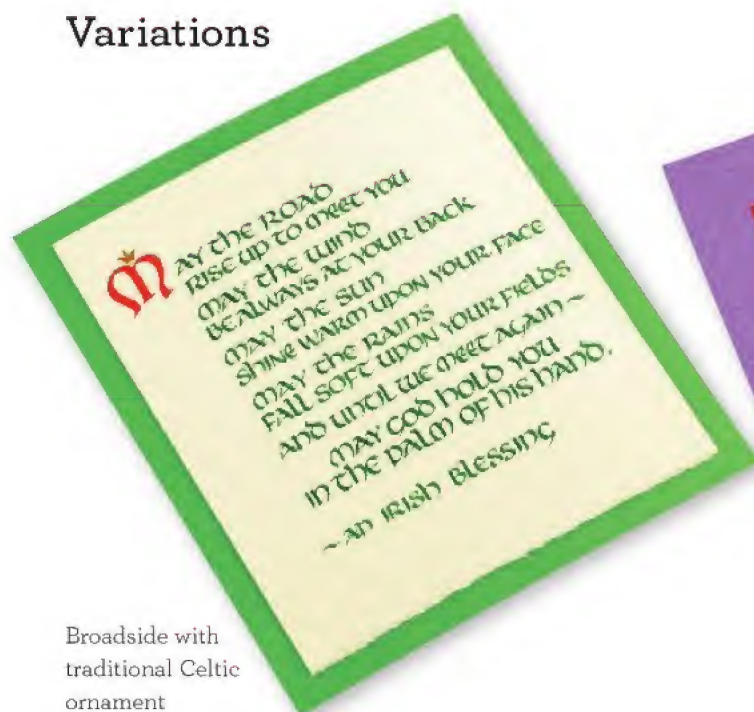 Variations
MAY THE ROAD
RISE UP TO MEET YOU
MAY THE WIND
BE ALWAYS AT YOUR BACK
MAY THE SUN
SHINE WARM UPON YOUR FACE
MAY THE RAINS
FALL SOFT UPON YOUR FIELDS
AND UNTIL WE MEET AGAIN ~
MAY GOD HOLD YOU
IN THE PALM OF HIS HAND.
~ AN IRISH BLESSING
Broadside with
traditional Celtic
ornament